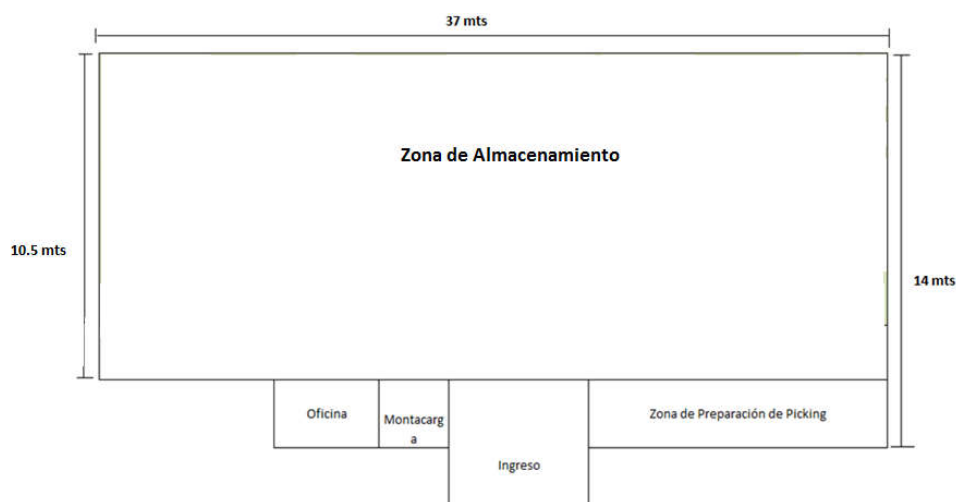 37 mts
Zona de Almacenamiento
10.5 mts
14 mts
Oficina
Montacarg
a
Zona de Preparación de Picking
Ingreso